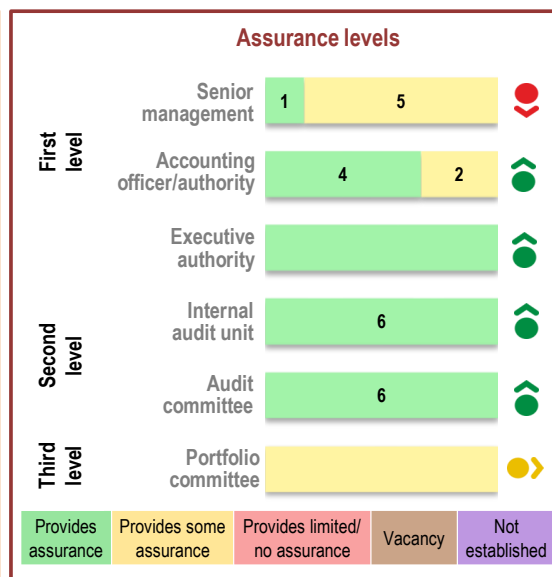 Assurance levels
First
level
Senior
management
1
5
Accounting
officer/authority
4
2
Executive
authority
Second
level
Internal
audit unit
6
Audit
committee
6
Third
level
Portfolio
committee
Provides
assurance
Provides some
assurance
Provides limited/
no assurance
Vacancy
Not
established